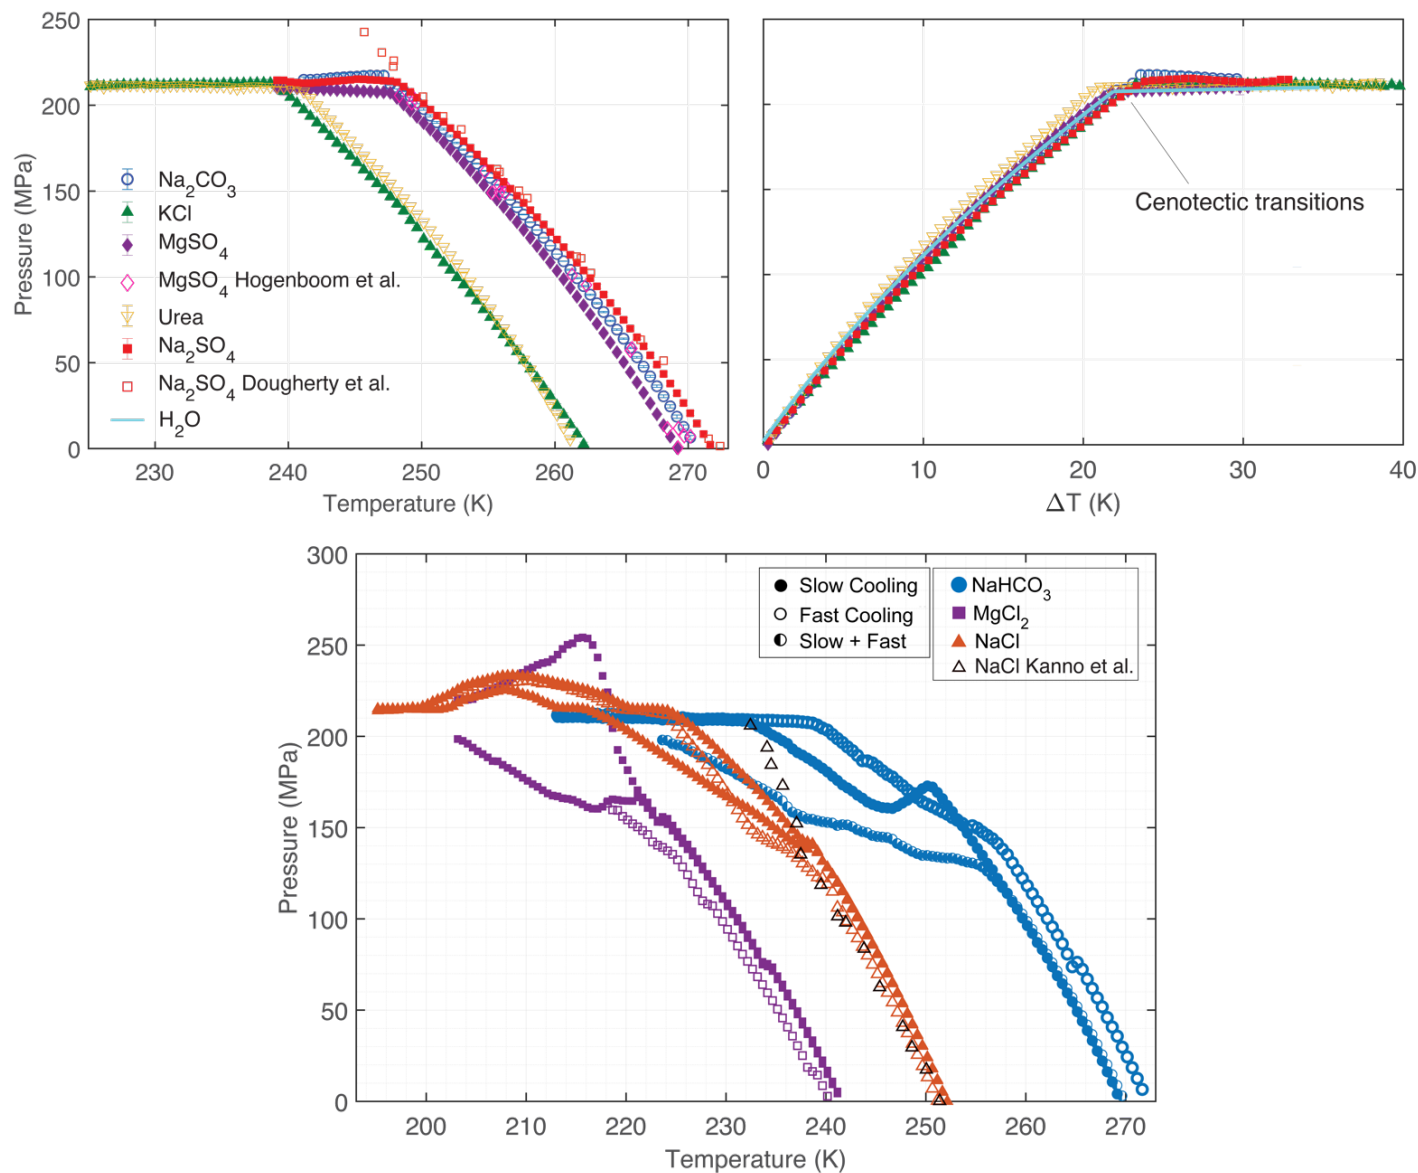 250
200
150
100
50
0
Pressure (MPa)
Na2CO3
KCl
MgSO4
MgSO4 Hogenboom et al.
Urea
Na2SO4
Na2SO4 Dougherty et al.
H2O
230 240 250 260 270
Temperature (K)
Cenotectic transitions
0 10 20 30 40
ΔT (K)
300
250
200
150
100
50
0
Pressure (MPa)
Slow Cooling
Fast Cooling
Slow + Fast
NaHCO3
MgCl2
NaCl
NaCl Kanno et al.
200 210 220 230 240 250 260 270
Temperature (K)